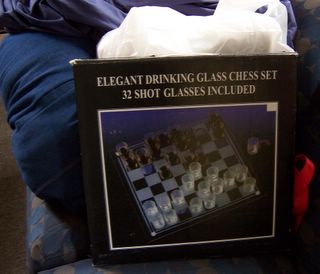 ELEGANT DRINKING GLASS CHESS SET
32 SHOT GLASSES INCLUDED